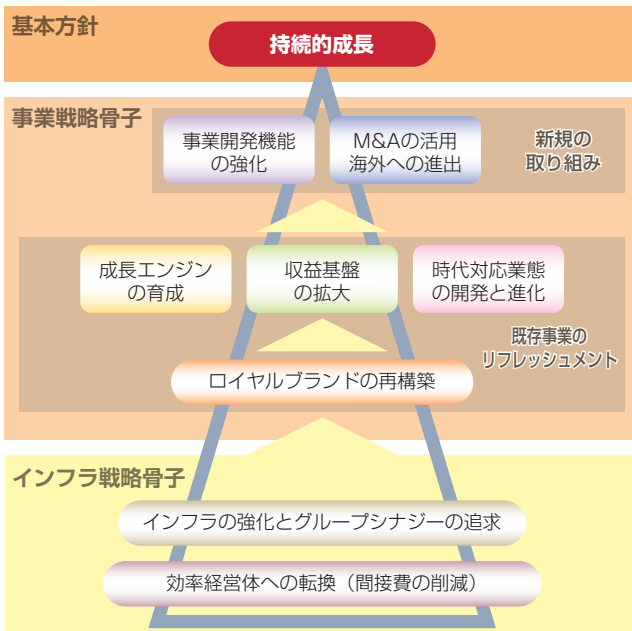 基本方針
持続的成長
事業戦略骨子
事業開発機能
の強化
M&Aの活用
海外への進出
新規の
取り組み
成長エンジン
の育成
収益基盤
の拡大
時代対応業態
の開発と進化
既存事業の
リフレッシュメント
ロイヤルブランドの再構築
インフラ戦略骨子
インフラの強化とグループシナジーの追求
効率経営体への転換（間接費の削減）